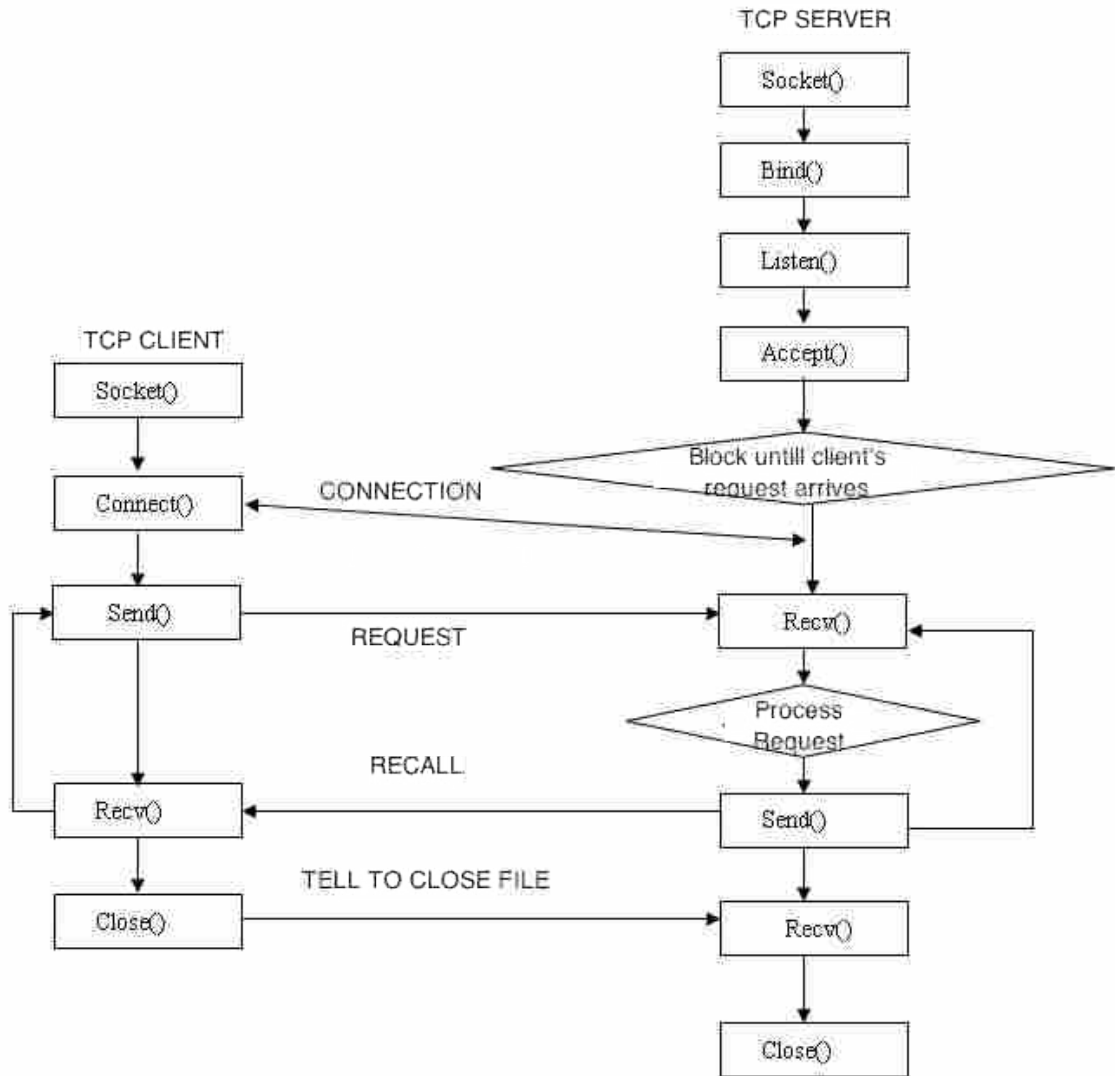 TCP SERVER
Socket()
Bind()
Listen()
Accept()
Block untill client's
request arrives
TCP CLIENT
Socket()
Connect()
CONNECTION
Send()
REQUEST
Recv()
Process
Request
RECALL
Recv()
Send()
TELL TO CLOSE FILE
Close()
Recv()
Close()